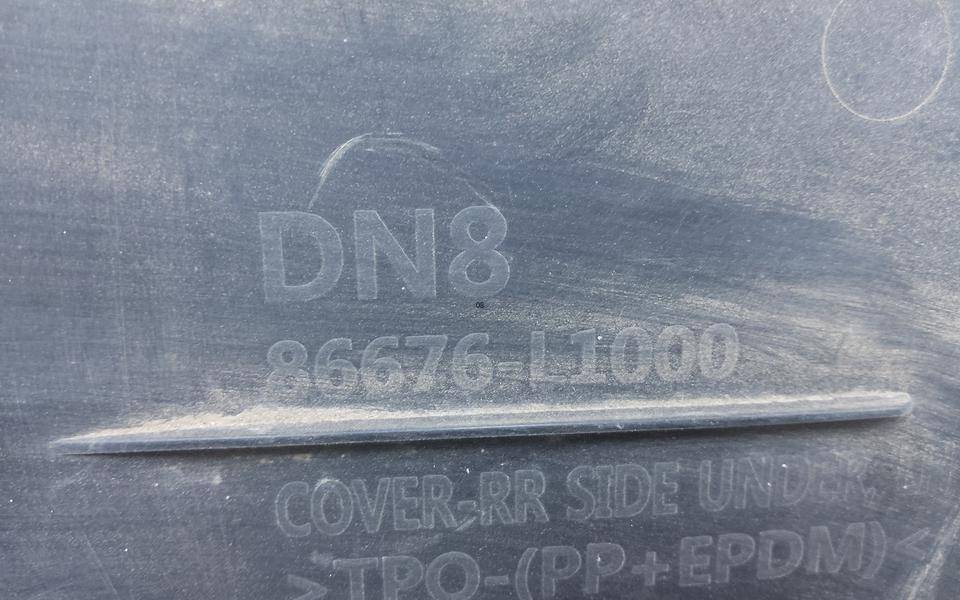 DN8
86676-L1000
COVER-RR SIDE UNDER,
>TPO-(PP+EPDM)<